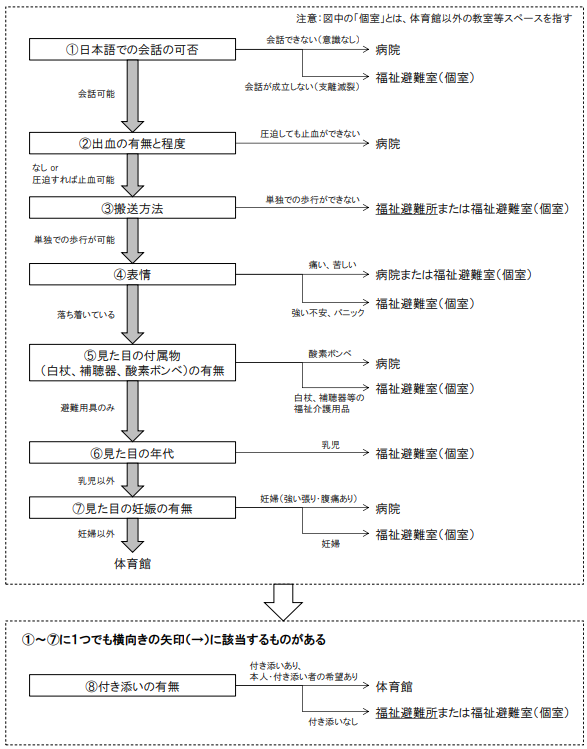 注意:図中の「個室」とは、体育館以外の教室等スペースを指す
①日本語での会話の可否
会話できない(意識なし)
病院
福祉避難室(個室)
会話が成立しない(支離滅裂)
会話可能
②出血の有無と程度
圧迫しても止血ができない
病院
なし or
圧迫すれば止血可能
③搬送方法
単独での歩行ができない
福祉避難所または福祉避難室(個室)
単独での歩行が可能
④表情
痛い、苦しい
病院または福祉避難室(個室)
福祉避難室(個室)
強い不安、パニック
落ち着いている
⑤見た目の付属物
(白杖、補聴器、酸素ボンベ)の有無
酸素ボンベ
病院
福祉避難室(個室)
白杖、補聴器等の
福祉介護用品
避難用具のみ
⑥見た目の年代
乳児
福祉避難室(個室)
乳児以外
⑦見た目の妊娠の有無
妊婦(強い張り・腹痛あり)
病院
福祉避難室(個室)
妊婦
妊婦以外
体育館
①~⑦に1つでも横向きの矢印(→)に該当するものがある
⑧付き添いの有無
付き添いあり、
本人・付き添い者の希望あり
体育館
福祉避難所または福祉避難室(個室)
付き添いなし